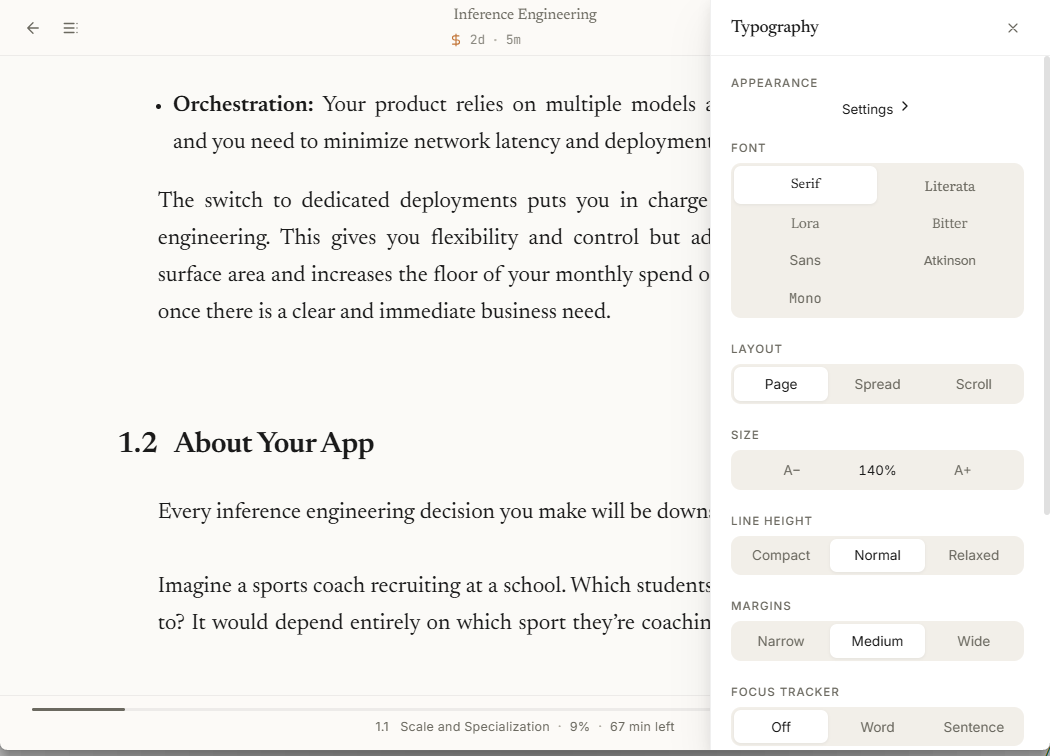 Inference Engineering
$ 2d · 5m
• Orchestration: Your product relies on multiple models
and you need to minimize network latency and deployment
The switch to dedicated deployments puts you in charge
engineering. This gives you flexibility and control but ad
surface area and increases the floor of your monthly spend o
once there is a clear and immediate business need.
1.2 About Your App
Every inference engineering decision you make will be downs
Imagine a sports coach recruiting at a school. Which students
to? It would depend entirely on which sport they’re coachin
1.1 Scale and Specialization · 9% · 67 min left
Typography
APPEARANCE
Settings
FONT
Serif Literata
Lora Bitter
Sans Atkinson
Mono
LAYOUT
Page Spread Scroll
SIZE
A− 140% A+
LINE HEIGHT
Compact Normal Relaxed
MARGINS
Narrow Medium Wide
FOCUS TRACKER
Off Word Sentence